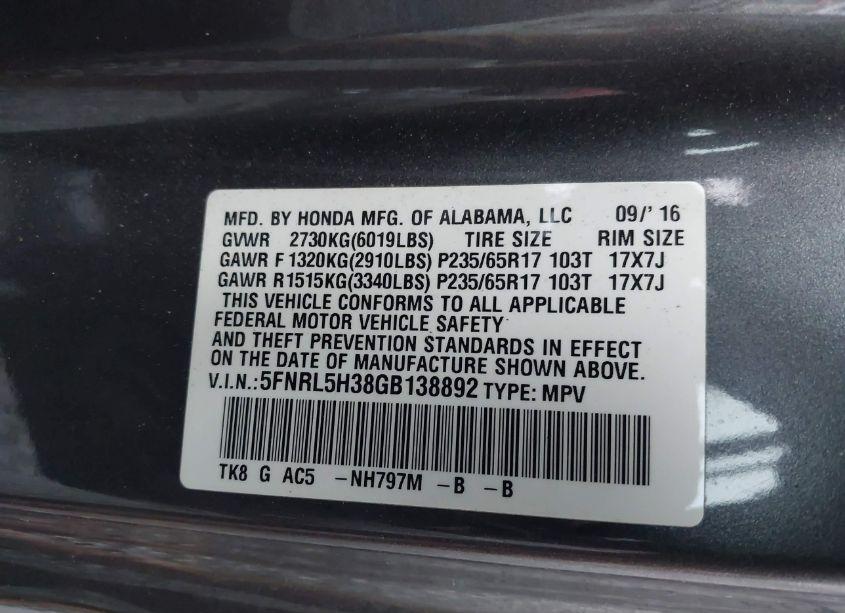 MFD. BY HONDA MFG. OF ALABAMA, LLC 09/' 16
GVWR 2730KG(6019LBS) TIRE SIZE RIM SIZE
GAWR F 1320KG(2910LBS) P235/65R17 103T 17X7J
GAWR R1515KG(3340LBS) P235/65R17 103T 17X7J
THIS VEHICLE CONFORMS TO ALL APPLICABLE
FEDERAL MOTOR VEHICLE SAFETY
AND THEFT PREVENTION STANDARDS IN EFFECT
ON THE DATE OF MANUFACTURE SHOWN ABOVE.
V.I.N.:5FNRL5H38GB138892 TYPE: MPV
TK8 G AC5 -NH797M -B -B